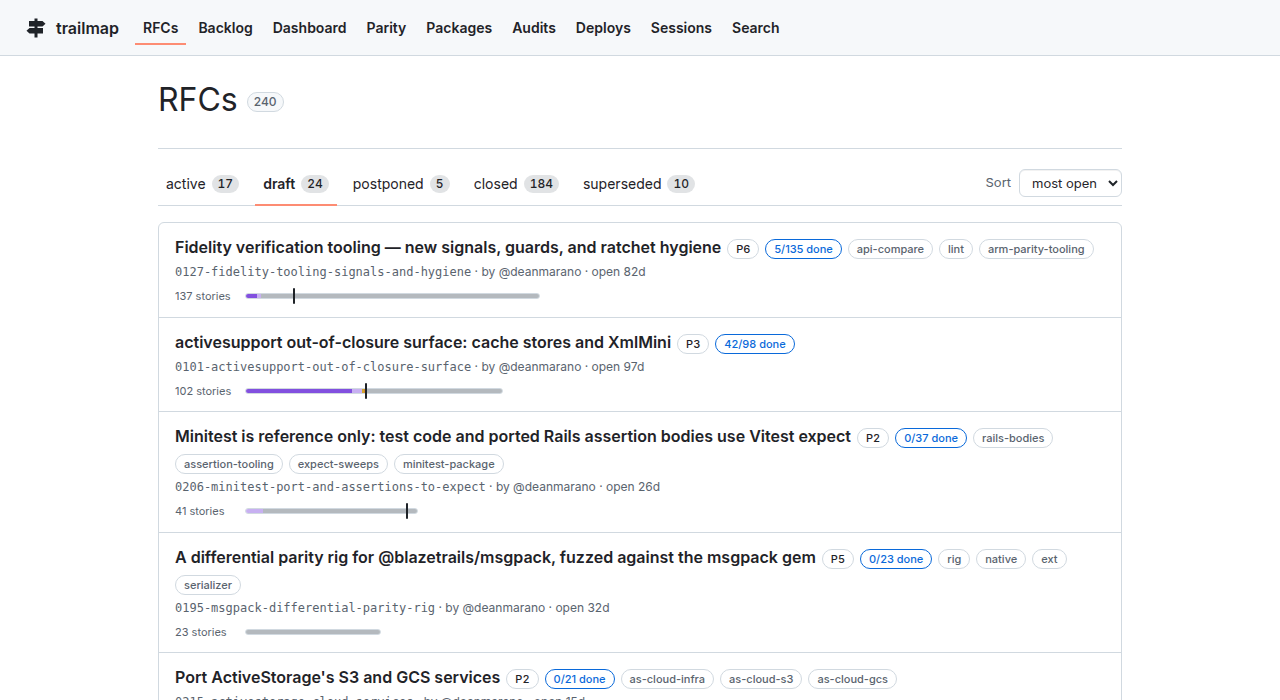 trailmap RFCs Backlog Dashboard Parity Packages Audits Deploys Sessions Search
RFCs 240
active 17 draft 24 postponed 5 closed 184 superseded 10 Sort most open
Fidelity verification tooling — new signals, guards, and ratchet hygiene P6 5/135 done api-compare lint arm-parity-tooling
0127-fidelity-tooling-signals-and-hygiene · by @deanmarano · open 82d
137 stories
activesupport out-of-closure surface: cache stores and XmlMini P3 42/98 done
0101-activesupport-out-of-closure-surface · by @deanmarano · open 97d
102 stories
Minitest is reference only: test code and ported Rails assertion bodies use Vitest expect P2 0/37 done rails-bodies
assertion-tooling expect-sweeps minitest-package
0206-minitest-port-and-assertions-to-expect · by @deanmarano · open 26d
41 stories
A differential parity rig for @blazetrails/msgpack, fuzzed against the msgpack gem P5 0/23 done rig native ext
serializer
0195-msgpack-differential-parity-rig · by @deanmarano · open 32d
23 stories
Port ActiveStorage's S3 and GCS services P2 0/21 done as-cloud-infra as-cloud-s3 as-cloud-gcs